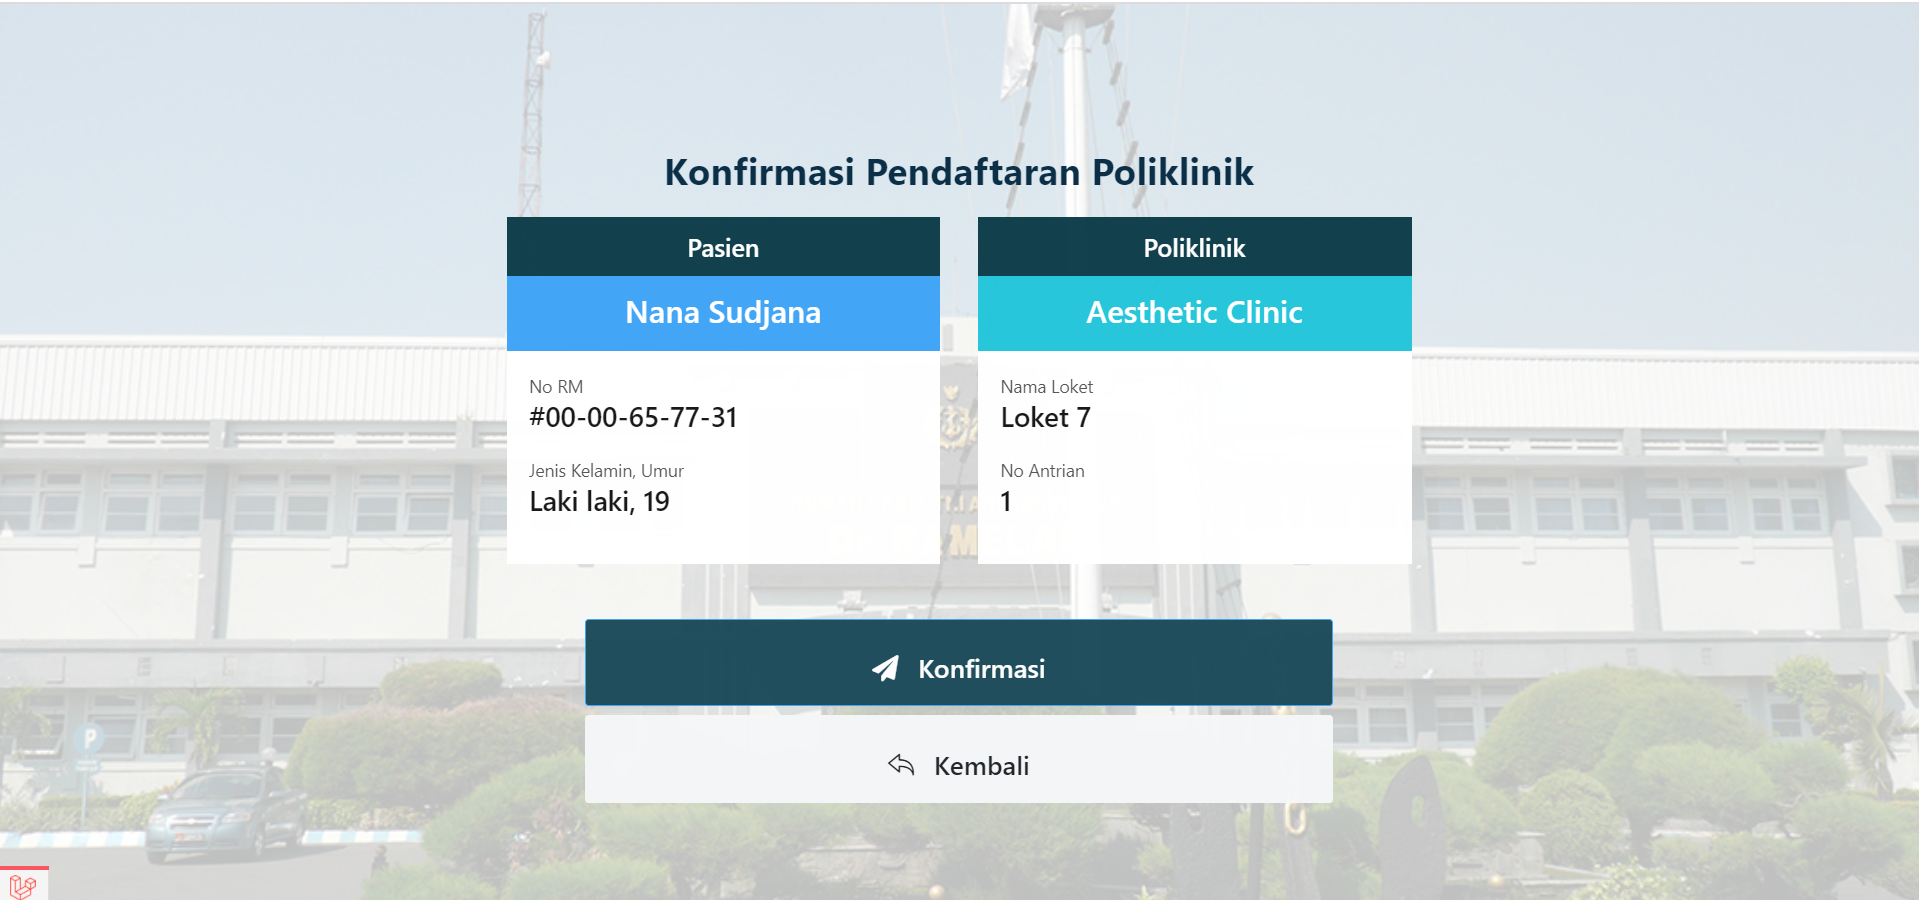 Konfirmasi Pendaftaran Poliklinik
Pasien
Nana Sudjana
No RM
#00-00-65-77-31
Jenis Kelamin, Umur
Laki laki, 19
Poliklinik
Aesthetic Clinic
Nama Loket
Loket 7
No Antrian
1
Konfirmasi
Kembali
P